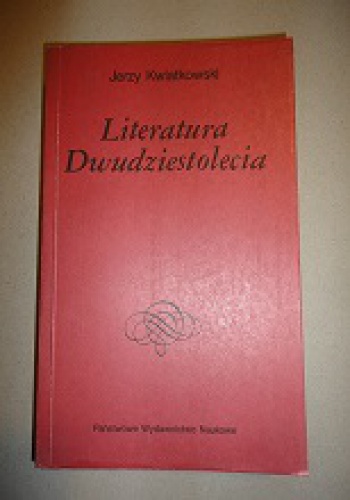 Jerzy Kwiatkowski
Literatura
Dwudziestolecia
Państwowe Wydawnictwo Naukowe